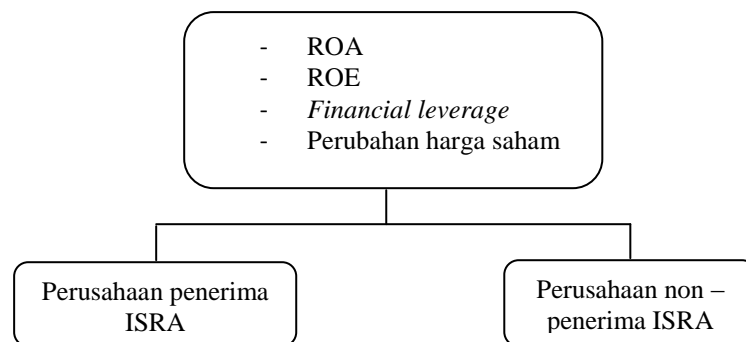 - ROA
- ROE
- Financial leverage
- Perubahan harga saham
Perusahaan penerima
ISRA
Perusahaan non –
penerima ISRA